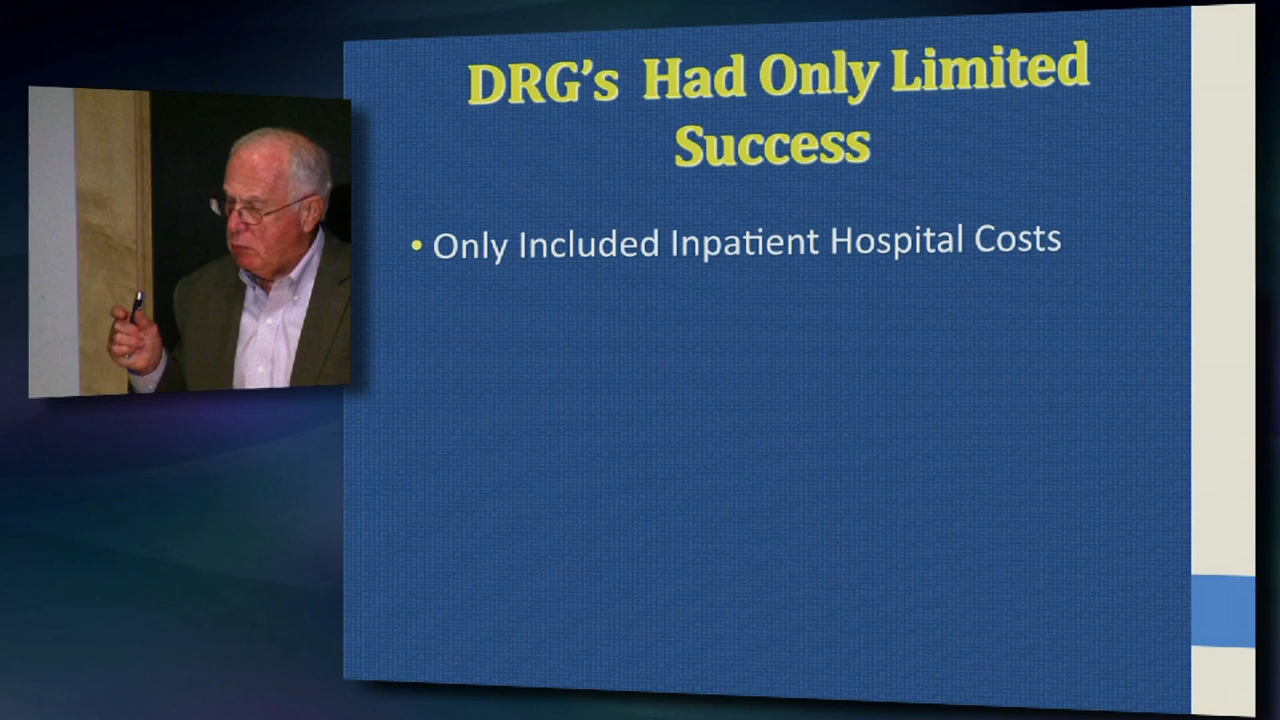 DRG’s Had Only Limited
Success
• Only Included Inpatient Hospital Costs